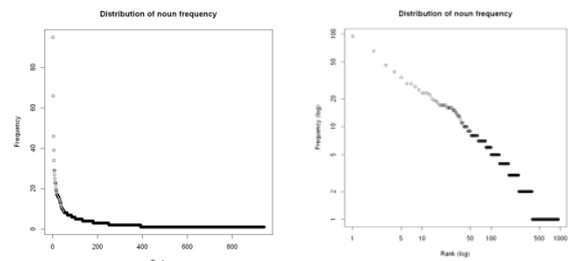 Distribution of noun frequency
Frequency
80
60
40
20
0
0 200 400 600 800
Distribution of noun frequency
Frequency (log)
100
50
20
10
5
2
1
1 5 10 50 100 500 1000
Rank (log)